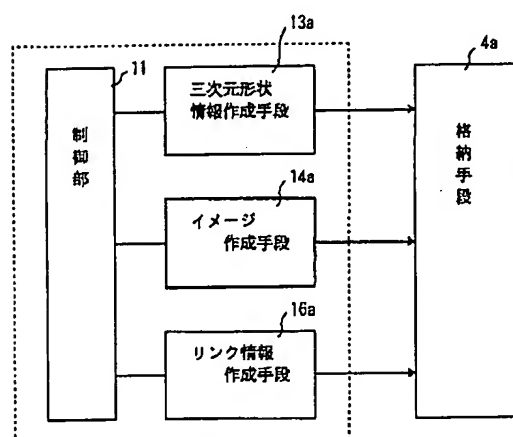 13a
4a
11
三次元形状
情報作成手段
制御部
格納手段
14a
イメージ
作成手段
16a
リンク情報
作成手段